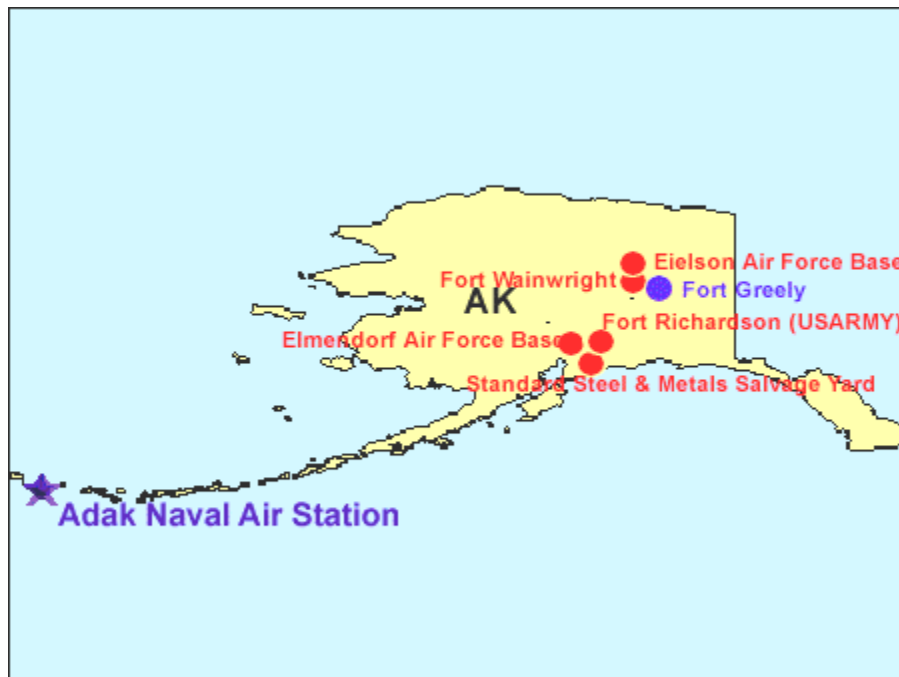 Eielson Air Force Base
Fort Wainwright
Fort Greely
AK
Fort Richardson (USARMY)
Elmendorf Air Force Base
Standard Steel & Metals Salvage Yard
Adak Naval Air Station